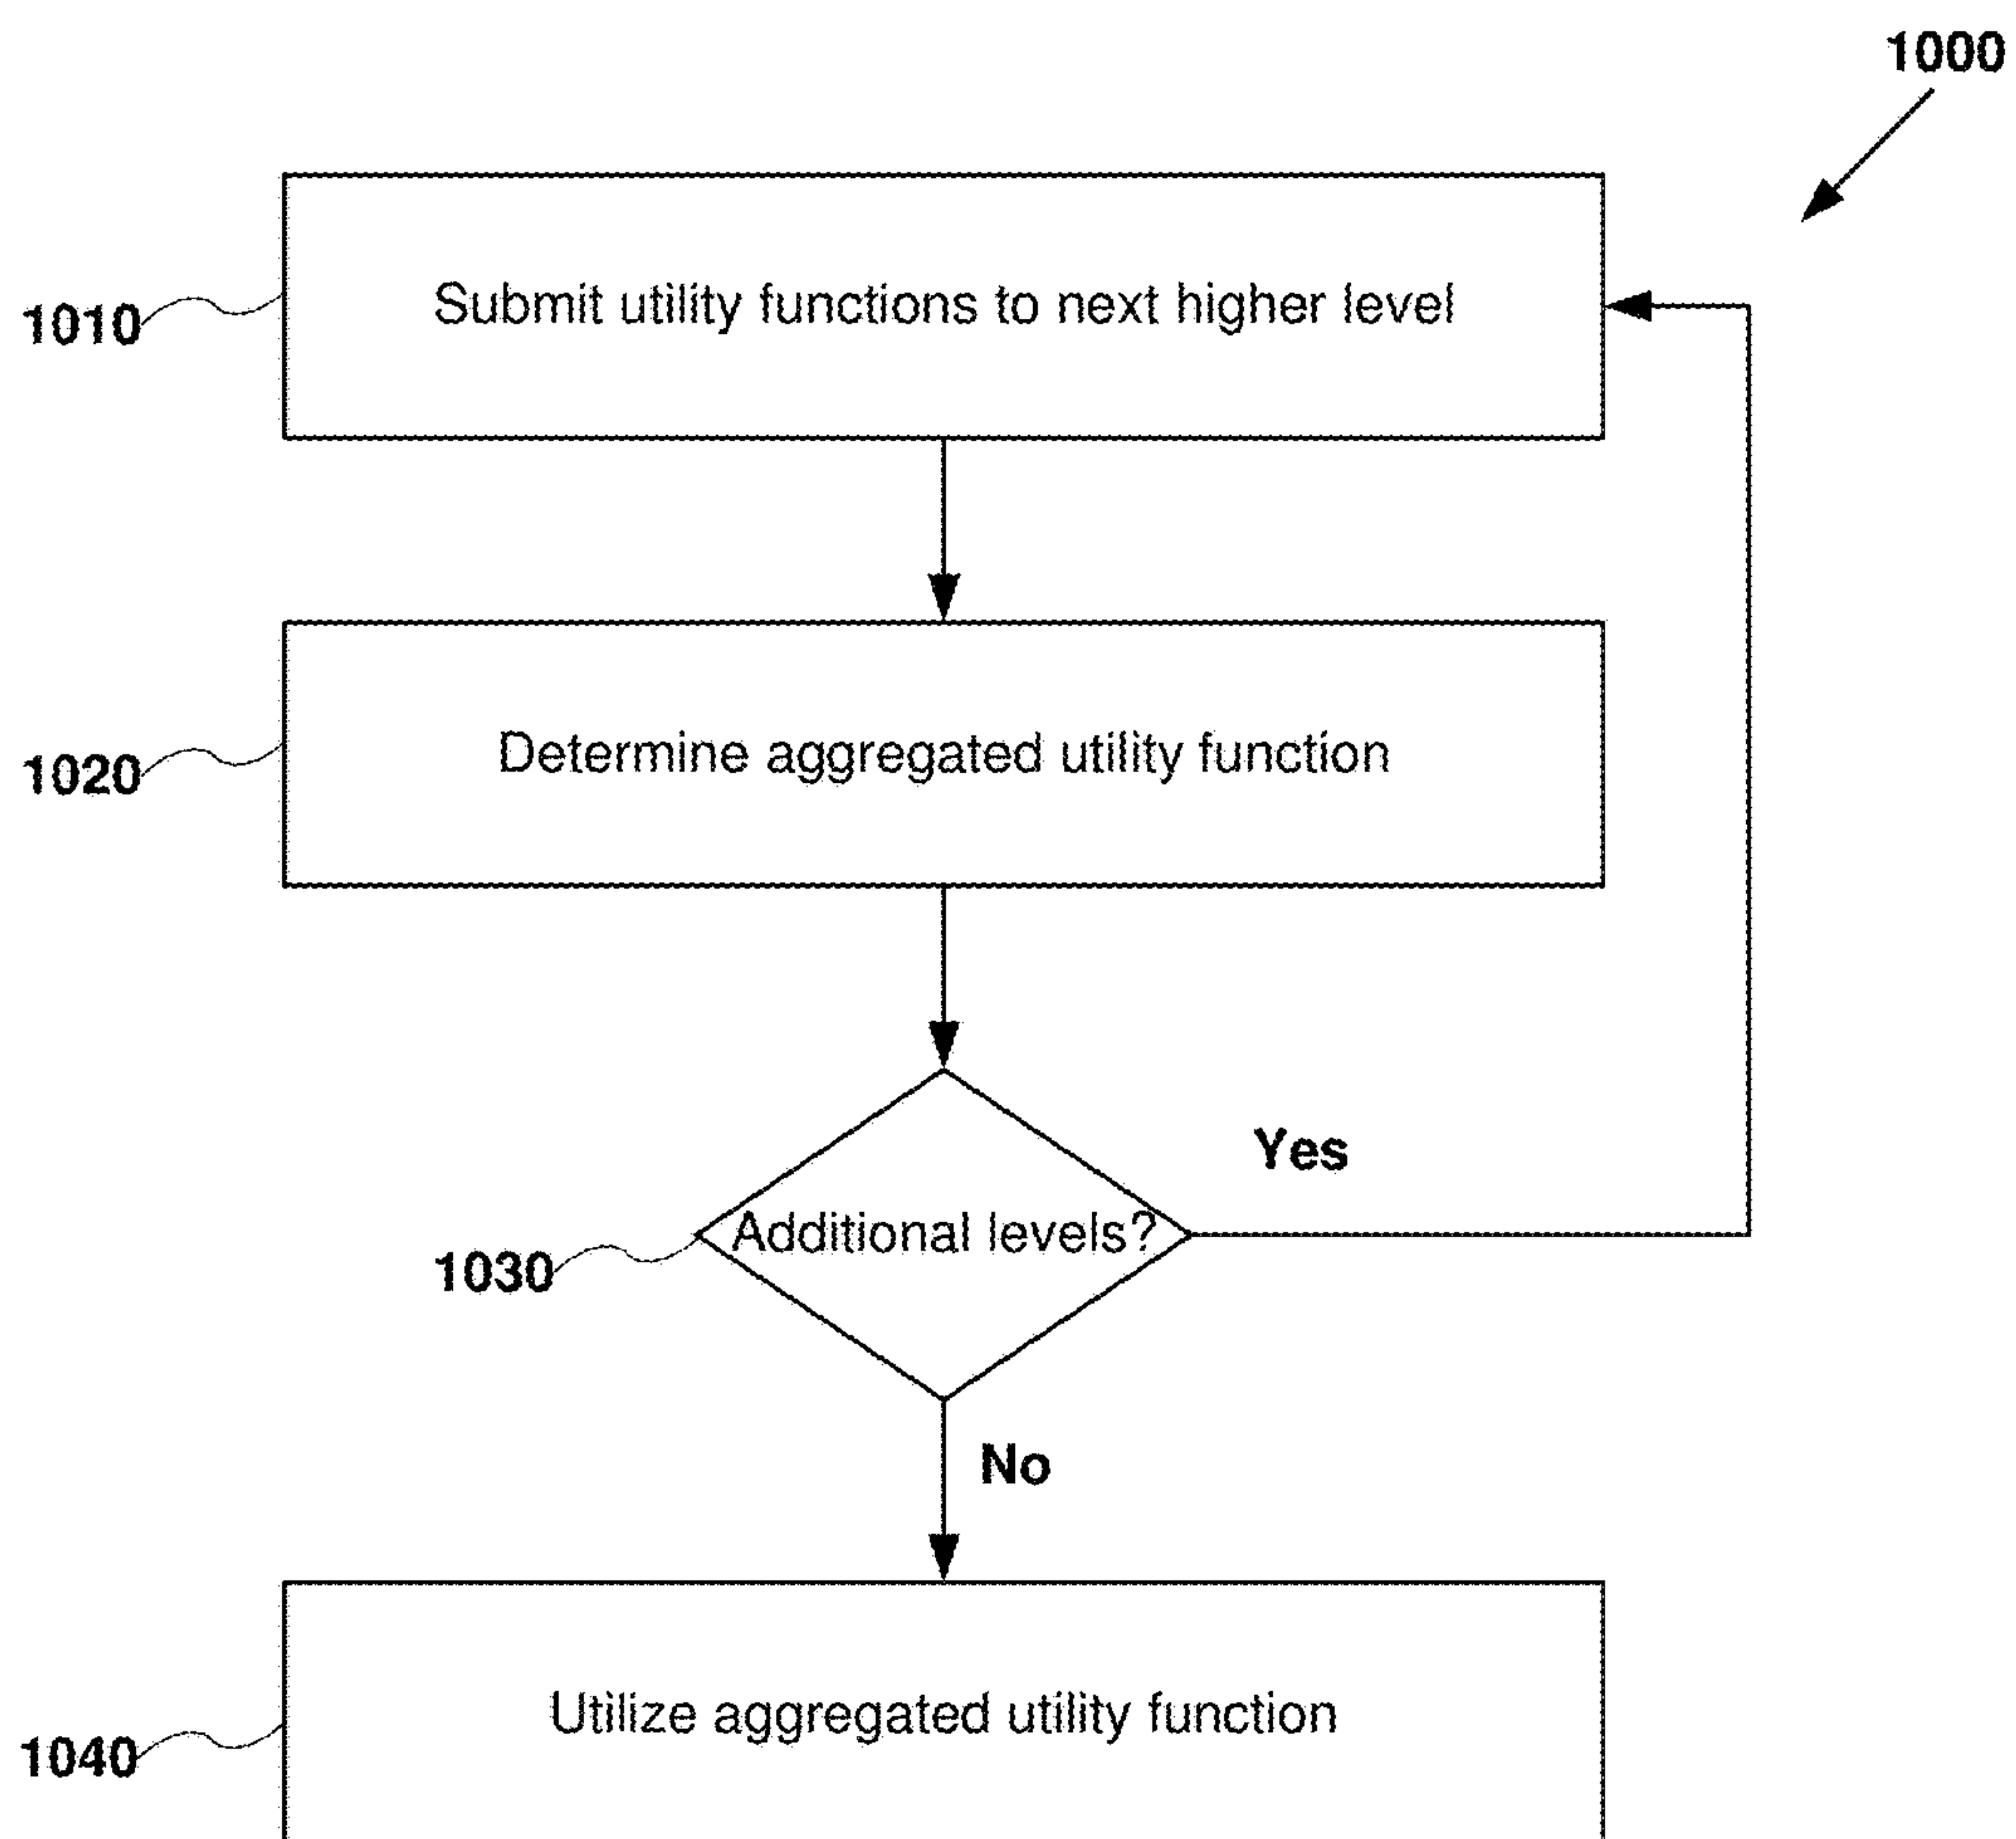 1000
Submit utility functions to next higher level
1010
Determine aggregated utility function
1020
Yes
Additional levels?
1030
No
Utilize aggregated utility function
1040